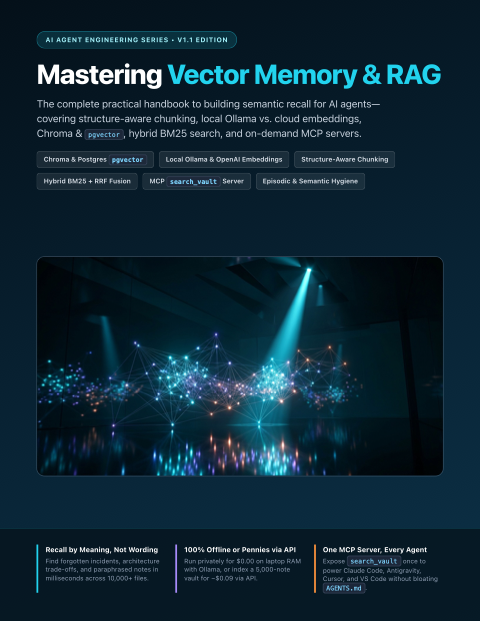 AI AGENT ENGINEERING SERIES • V1.1 EDITION
Mastering Vector Memory & RAG
The complete practical handbook to building semantic recall for AI agents—
covering structure-aware chunking, local Ollama vs. cloud embeddings,
Chroma & pgvector, hybrid BM25 search, and on-demand MCP servers.
Chroma & Postgres pgvector
Local Ollama & OpenAI Embeddings
Structure-Aware Chunking
Hybrid BM25 + RRF Fusion
MCP search_vault Server
Episodic & Semantic Hygiene
Recall by Meaning, Not Wording
Find forgotten incidents, architecture
trade-offs, and paraphrased notes in
milliseconds across 10,000+ files.
100% Offline or Pennies via API
Run privately for $0.00 on laptop RAM
with Ollama, or index a 5,000-note
vault for ~$0.09 via API.
One MCP Server, Every Agent
Expose search_vault once to
power Claude Code, Antigravity,
Cursor, and VS Code without bloating
AGENTS.md.